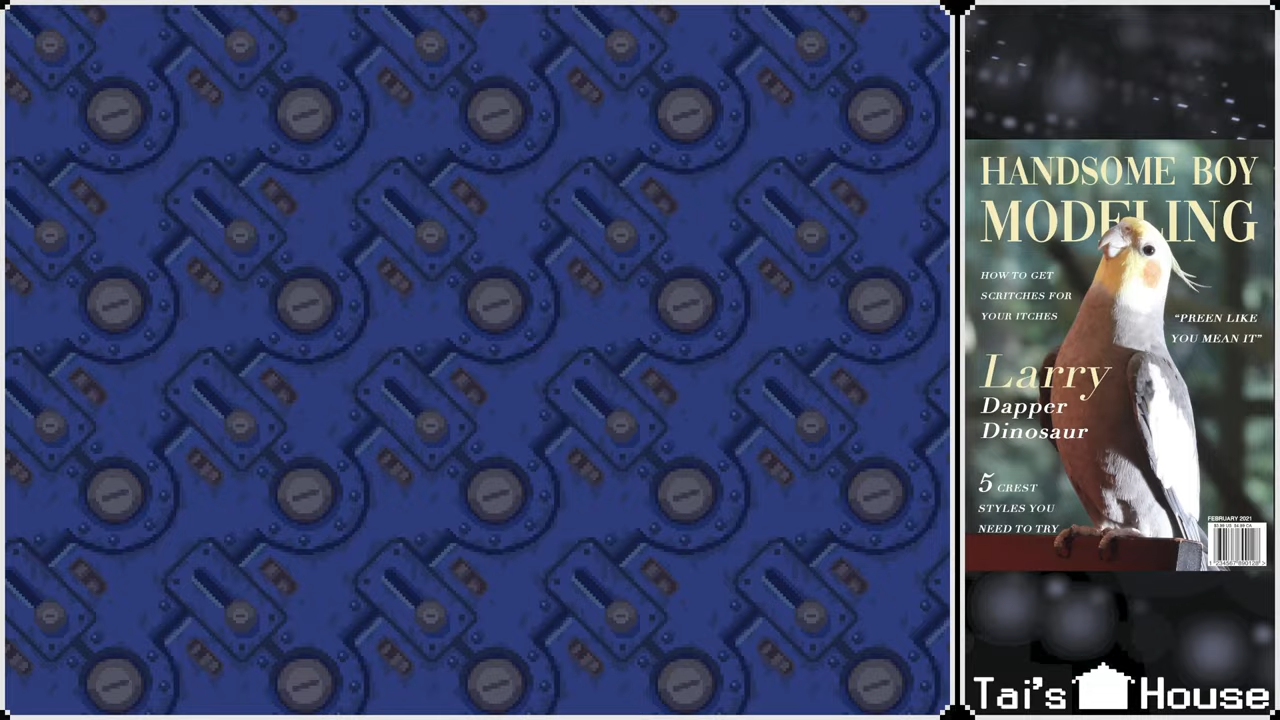 HANDSOME BOY
MODELING
HOW TO GET
SCRITCHES FOR
YOUR ITCHES
"PREEN LIKE
YOU MEAN IT"
Larry
Dapper
Dinosaur
5 CREST
STYLES YOU
NEED TO TRY
FEBRUARY 2021
Tai's House